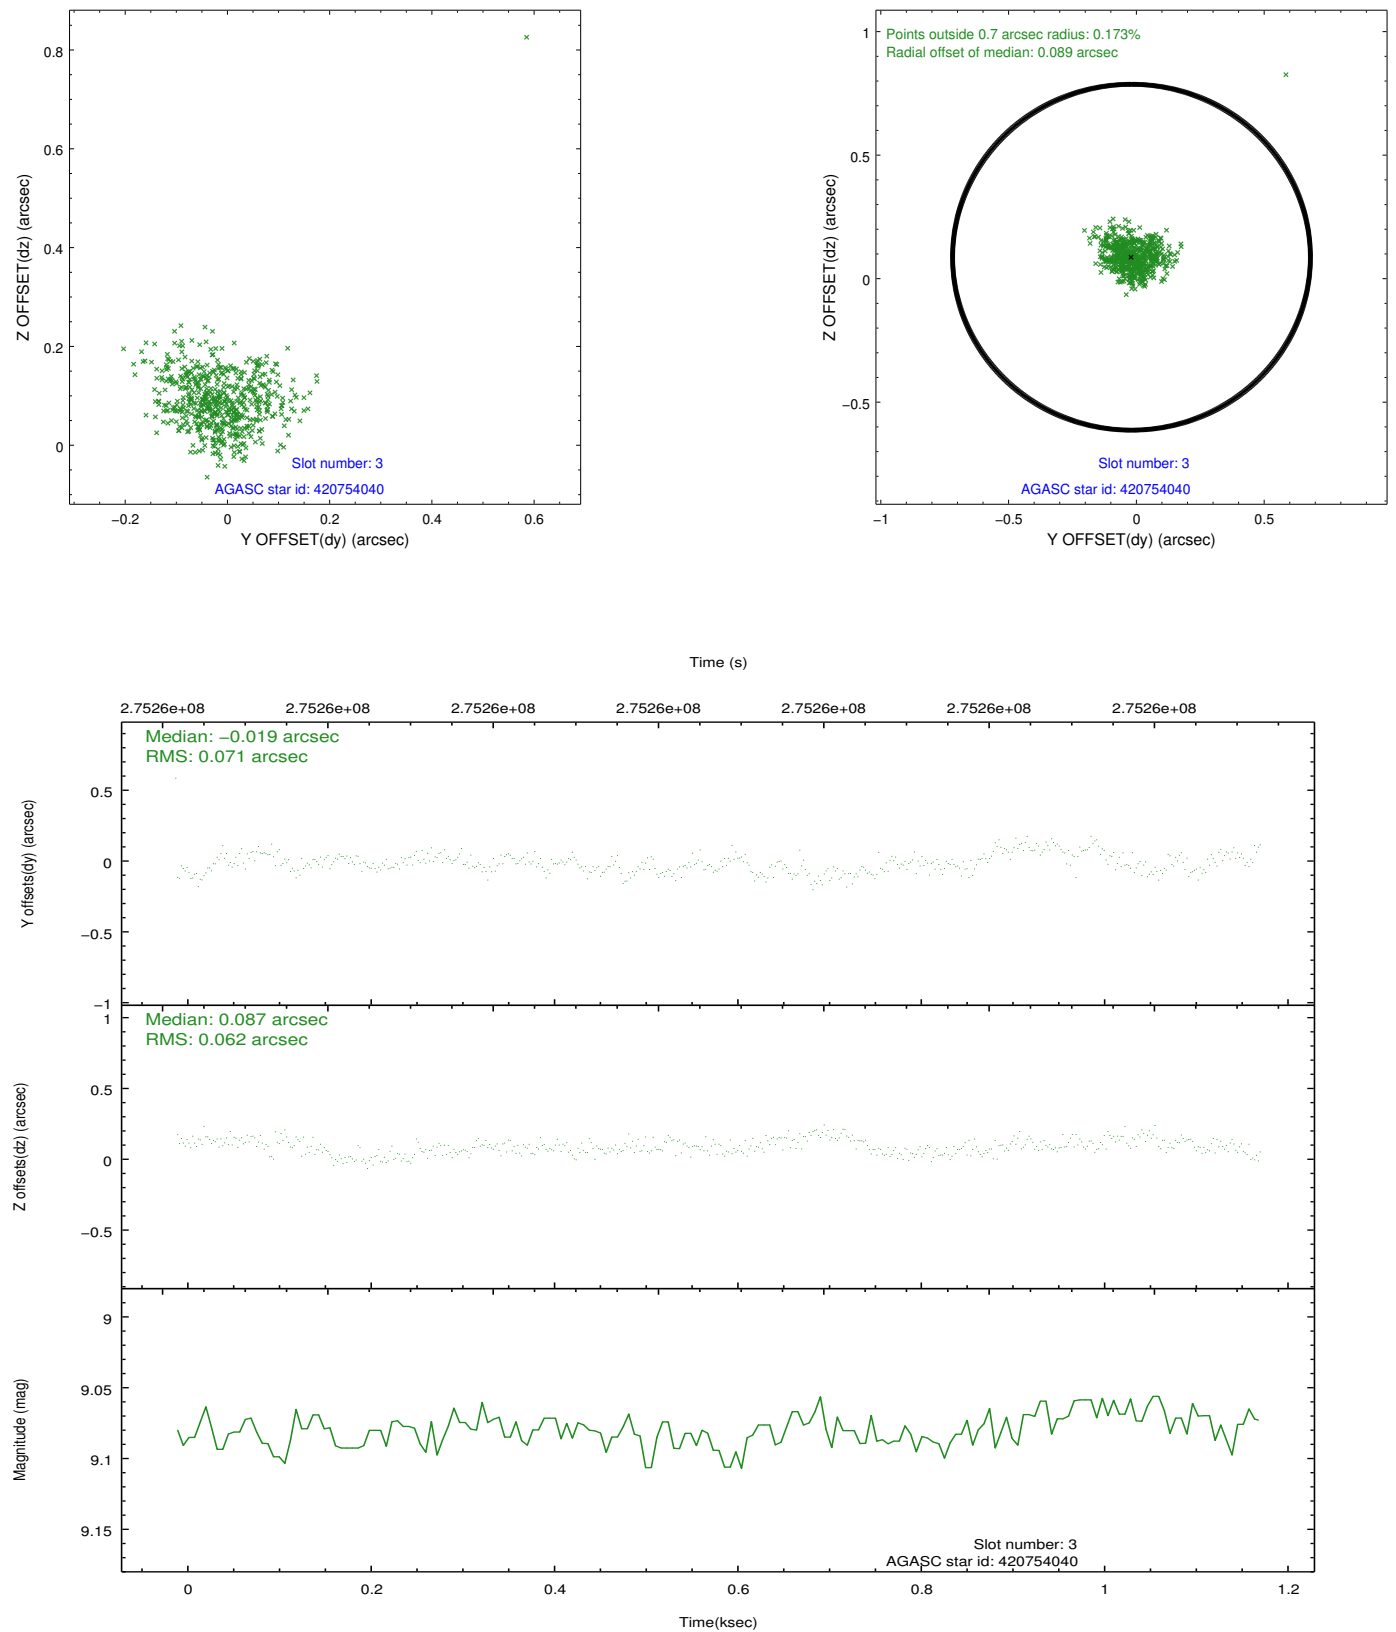 0.8
0.6
0.4
0.2
0
−0.2
0
0.2
0.4
0.6
Z OFFSET(dz) (arcsec)
Y OFFSET(dy) (arcsec)
Slot number: 3
AGASC star id: 420754040
Points outside 0.7 arcsec radius: 0.173%
Radial offset of median: 0.089 arcsec
1
0.5
0
−0.5
−1
−0.5
0
0.5
Z OFFSET(dz) (arcsec)
Y OFFSET(dy) (arcsec)
Slot number: 3
AGASC star id: 420754040
Time (s)
2.7526e+08 2.7526e+08 2.7526e+08 2.7526e+08 2.7526e+08 2.7526e+08 2.7526e+08
Median: −0.019 arcsec
RMS: 0.071 arcsec
0.5
0
−0.5
−1
Y offsets(dy) (arcsec)
Median: 0.087 arcsec
RMS: 0.062 arcsec
1
0.5
0
−0.5
Z offsets(dz) (arcsec)
9
9.05
9.1
9.15
Magnitude (mag)
Slot number: 3
AGASC star id: 420754040
0 0.2 0.4 0.6 0.8 1 1.2
Time(ksec)